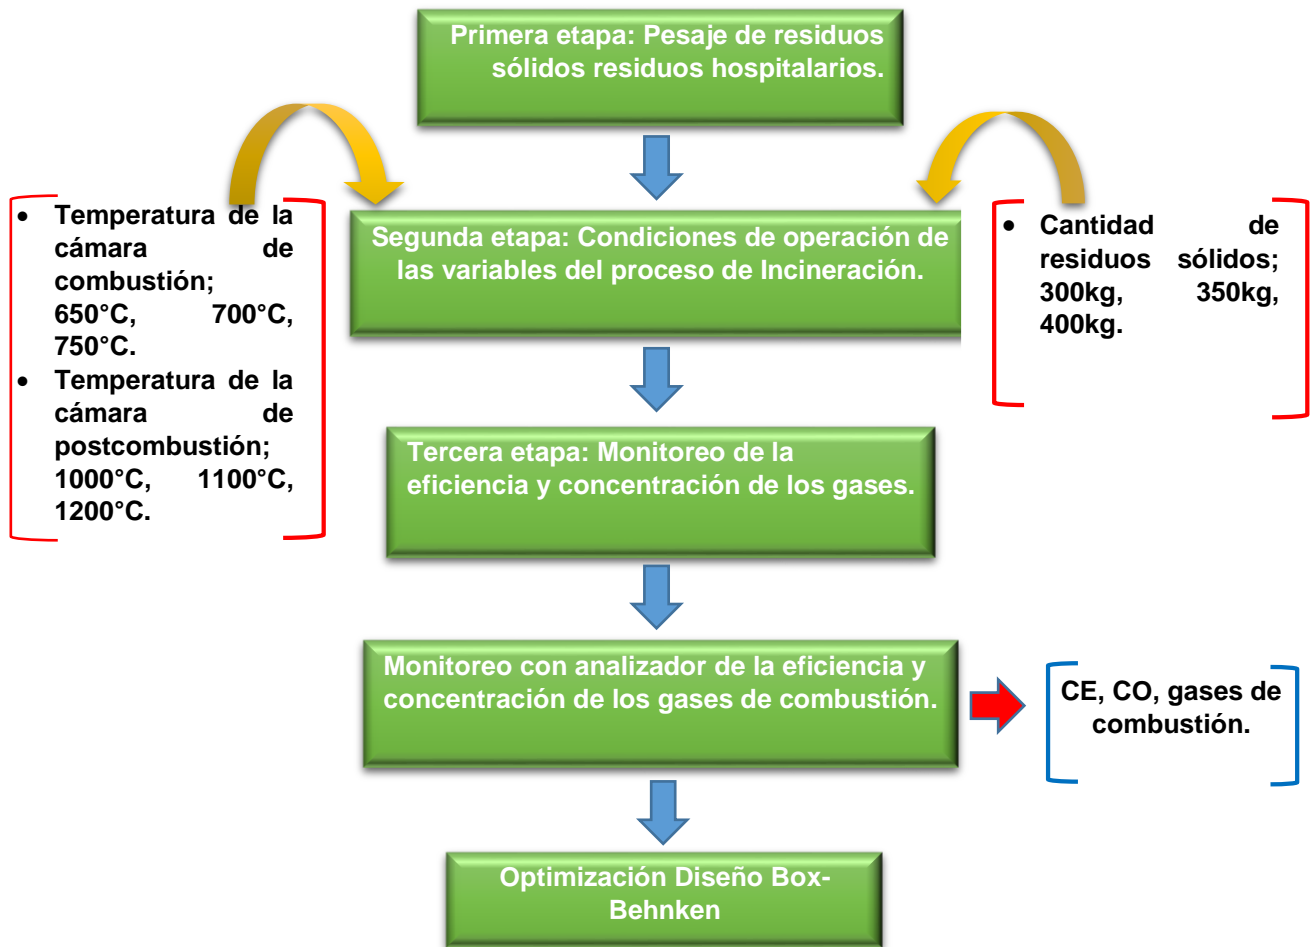 Primera etapa: Pesaje de residuos
sólidos residuos hospitalarios.
• Temperatura de la
cámara de
combustión;
650°C, 700°C,
750°C.
• Temperatura de la
cámara de
postcombustión;
1000°C, 1100°C,
1200°C.
Segunda etapa: Condiciones de operación de
las variables del proceso de Incineración.
• Cantidad de
residuos sólidos;
300kg, 350kg,
400kg.
Tercera etapa: Monitoreo de la
eficiencia y concentración de los gases.
Monitoreo con analizador de la eficiencia y
concentración de los gases de combustión.
CE, CO, gases de
combustión.
Optimización Diseño Box-
Behnken